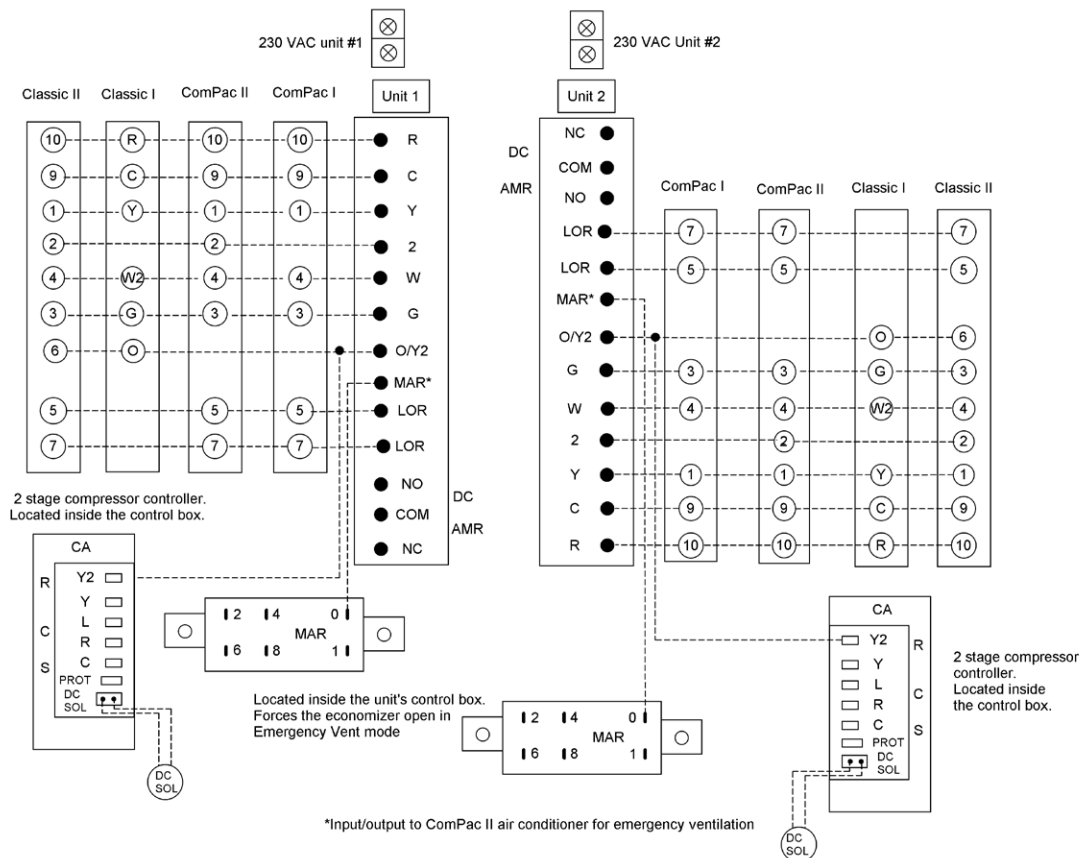 230 VAC unit #1
230 VAC Unit #2
Classic II Classic I ComPac II ComPac I Unit 1
10 R 10 10 R
9 C 9 9 C
1 Y 1 1 Y
2 2 2
4 W2 4 4 W
3 G 3 3 G
6 O O/Y2
MAR*
5 5 5 LOR
7 7 7 LOR
NO
DC
COM
AMR
NC
Unit 2
ComPac I ComPac II Classic I Classic II
NC
DC
COM
AMR
NO
LOR 7 7 7
LOR 5 5 5
MAR*
O/Y2 O 6
G 3 3 G 3
W 4 4 W2 4
2 2 2
Y 1 1 Y 1
C 9 9 C 9
R 10 10 R 10
2 stage compressor controller.
Located inside the control box.
CA
R
C
S
Y2
Y
L
R
C
PROT
DC
SOL
DC
SOL
2 4 0
MAR
6 8 1
Located inside the unit's control box.
Forces the economizer open in
Emergency Vent mode
2 4 0
MAR
6 8 1
CA
Y2
Y
L
R
C
PROT
DC
SOL
R
C
S
2 stage compressor
controller.
Located inside
the control box.
DC
SOL
*Input/output to ComPac II air conditioner for emergency ventilation